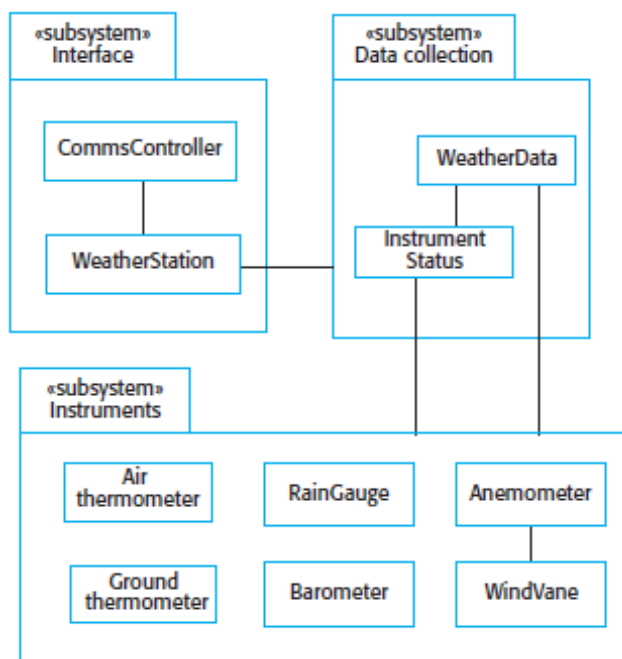 «subsystem»
Interface
CommsController
WeatherStation
«subsystem»
Data collection
WeatherData
Instrument
Status
«subsystem»
Instruments
Air
thermometer
RainGauge
Anemometer
Ground
thermometer
Barometer
WindVane